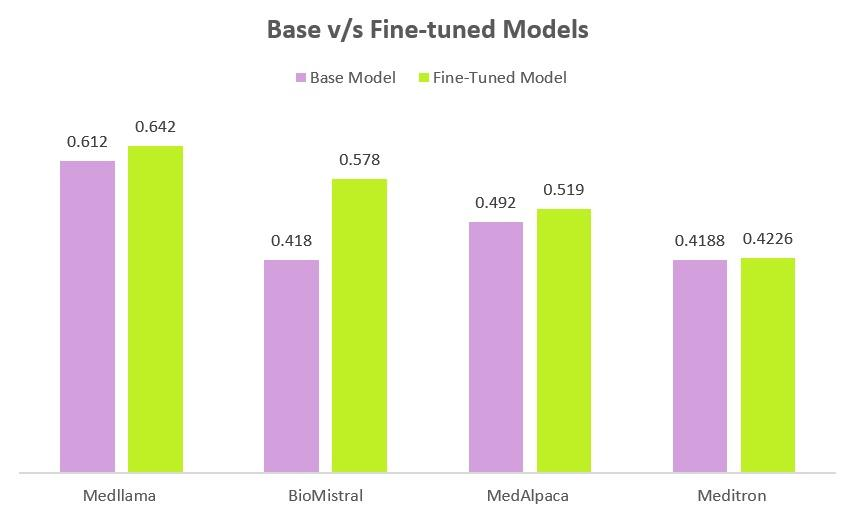 Base v/s Fine-tuned Models
Base Model Fine-Tuned Model
0.612 0.642 0.418 0.578 0.492 0.519 0.4188 0.4226
Medllama BioMistral MedAlpaca Meditron